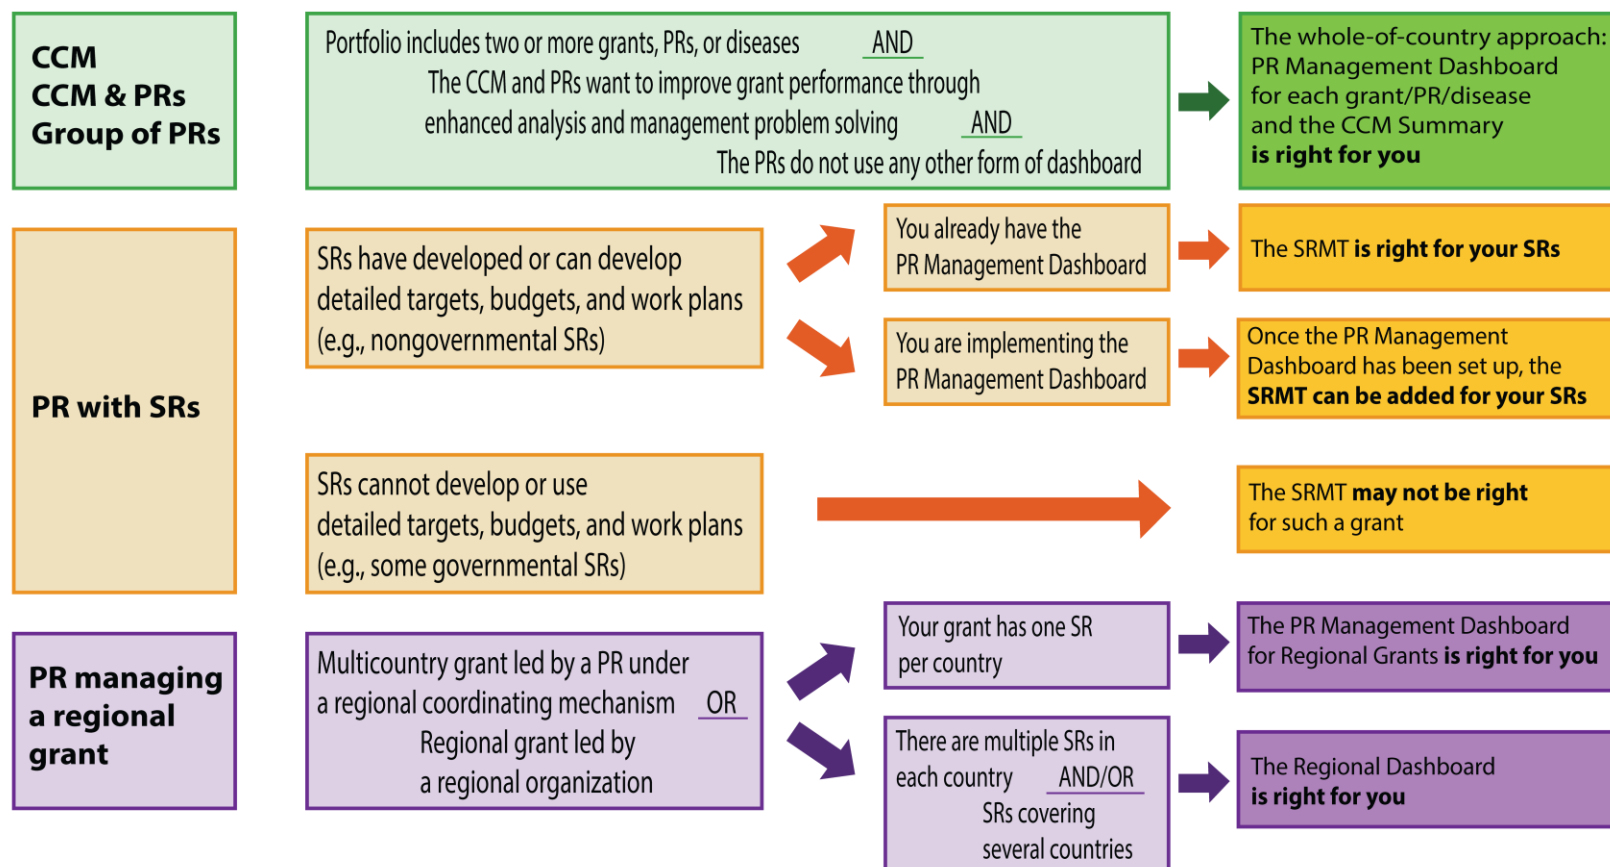 CCM
CCM & PRs
Group of PRs
Portfolio includes two or more grants, PRs, or diseases AND
The CCM and PRs want to improve grant performance through
enhanced analysis and management problem solving AND
The PRs do not use any other form of dashboard
The whole-of-country approach:
PR Management Dashboard
for each grant/PR/disease
and the CCM Summary
is right for you
PR with SRs
SRs have developed or can develop
detailed targets, budgets, and work plans
(e.g., nongovernmental SRs)
You already have the
PR Management Dashboard
The SRMT is right for your SRs
You are implementing the
PR Management Dashboard
Once the PR Management
Dashboard has been set up, the
SRMT can be added for your SRs
SRs cannot develop or use
detailed targets, budgets, and work plans
(e.g., some governmental SRs)
The SRMT may not be right
for such a grant
PR managing
a regional
grant
Multicountry grant led by a PR under
a regional coordinating mechanism OR
Regional grant led by
a regional organization
Your grant has one SR
per country
The PR Management Dashboard
for Regional Grants is right for you
There are multiple SRs in
each country AND/OR
SRs covering
several countries
The Regional Dashboard
is right for you